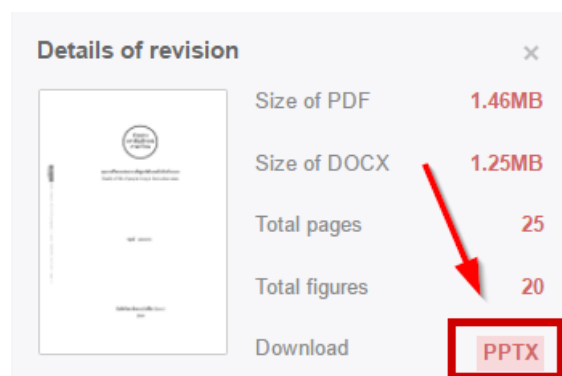 Details of revision ×
Size of PDF 1.46MB
Size of DOCX 1.25MB
Total pages 25
Total figures 20
Download PPTX